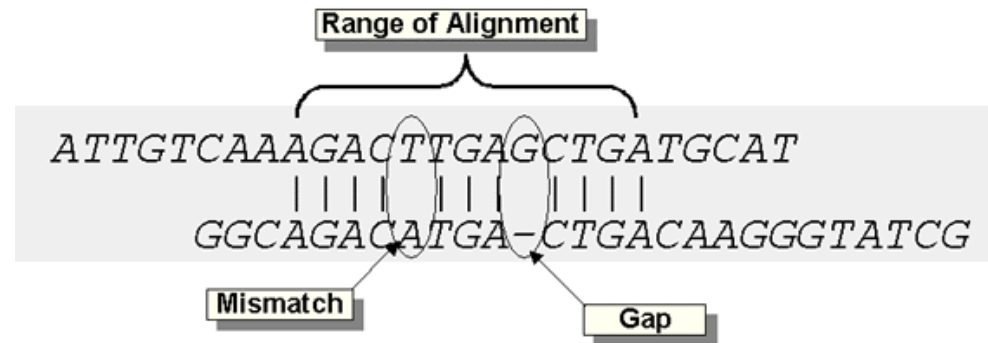 Range of Alignment
ATTGTCAAAGACTTGAGCTGATGCAT
GGCAGACATGA-CTGACAAGGGTATCG
Mismatch
Gap